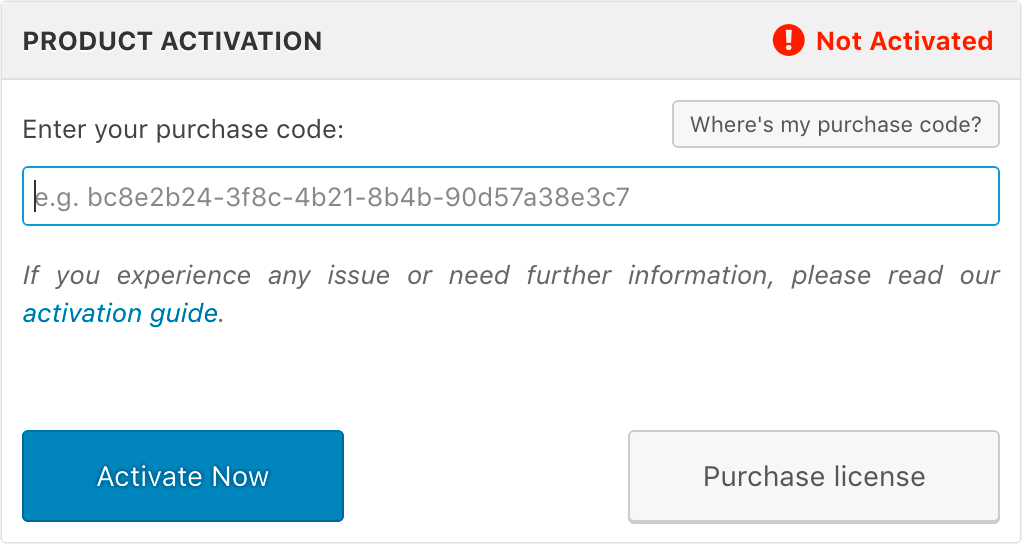 PRODUCT ACTIVATION
Not Activated
Enter your purchase code:
Where's my purchase code?
e.g. bc8e2b24-3f8c-4b21-8b4b-90d57a38e3c7
If you experience any issue or need further information, please read our
activation guide.
Activate Now
Purchase license